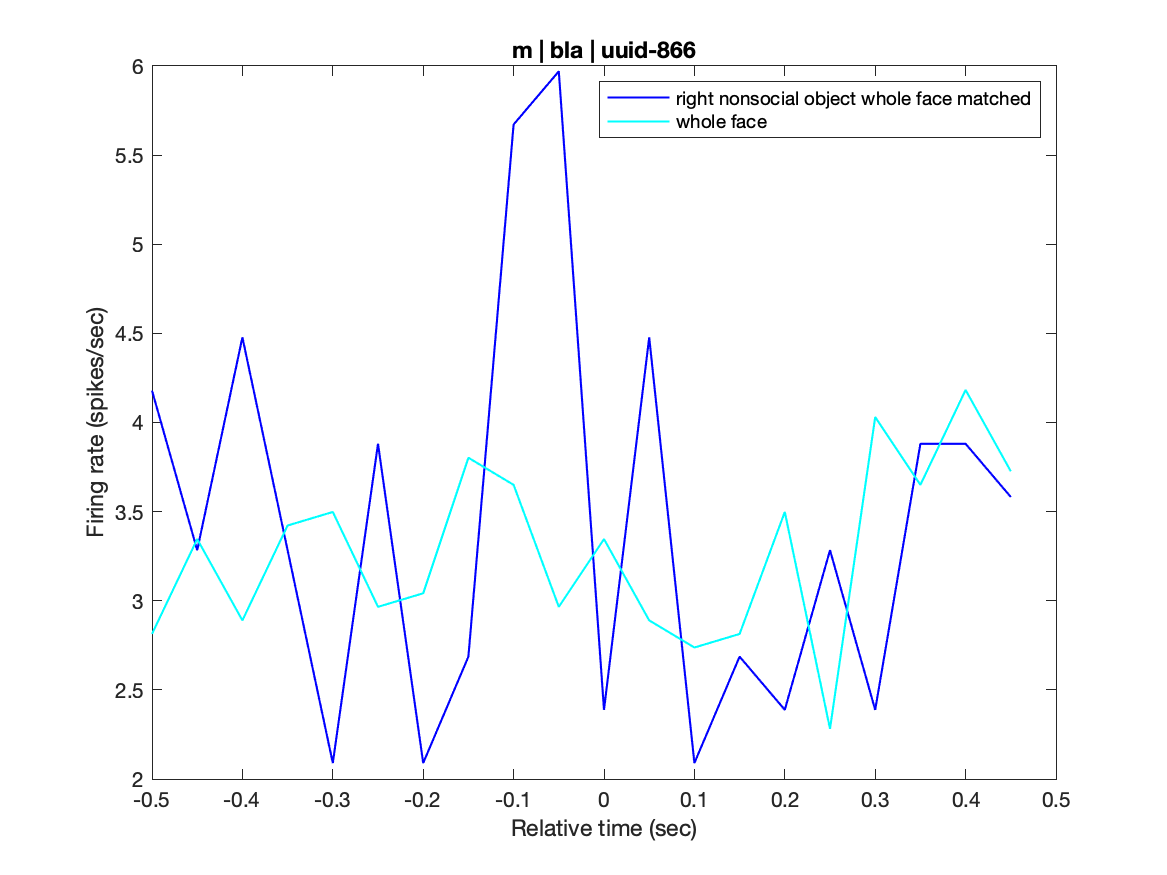 m | bla | uuid-866
right nonsocial object whole face matched
whole face
Firing rate (spikes/sec)
6
5.5
5
4.5
4
3.5
3
2.5
2
-0.5 -0.4 -0.3 -0.2 -0.1 0 0.1 0.2 0.3 0.4 0.5
Relative time (sec)